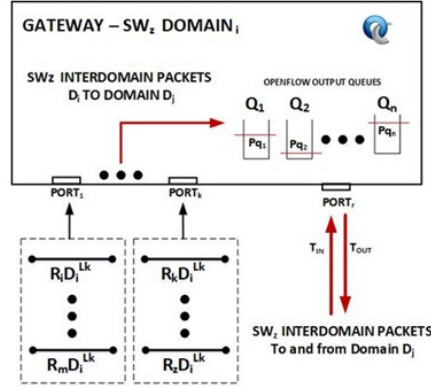 GATEWAY – SWz DOMAIN i
SWz INTERDOMAIN PACKETS
Di TO DOMAIN Dj
OPENFLOW OUTPUT QUEUES
Q1 Q2 Qn
Pq1 Pq2 Pqn
PORT1 PORTk
PORTr
TIN TOUT
RiDiLk RkDiLk
RmDiLk RzDiLk
SWz INTERDOMAIN PACKETS
To and from Domain Dj